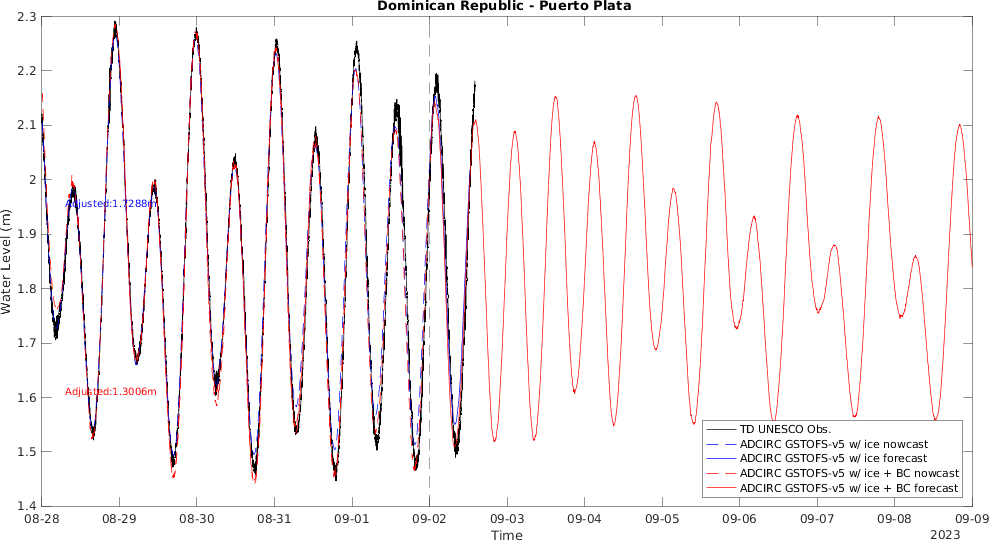 Dominican Republic - Puerto Plata
2.3
2.2
2.1
2
1.9
1.8
1.7
1.6
1.5
1.4
Water Level (m)
Adjusted:1.7288m
Adjusted:1.3006m
TD UNESCO Obs.
ADCIRC GSTOFS-v5 w/ ice nowcast
ADCIRC GSTOFS-v5 w/ ice forecast
ADCIRC GSTOFS-v5 w/ ice + BC nowcast
ADCIRC GSTOFS-v5 w/ ice + BC forecast
08-28 08-29 08-30 08-31 09-01 09-02 09-03 09-04 09-05 09-06 09-07 09-08 09-09
Time
2023